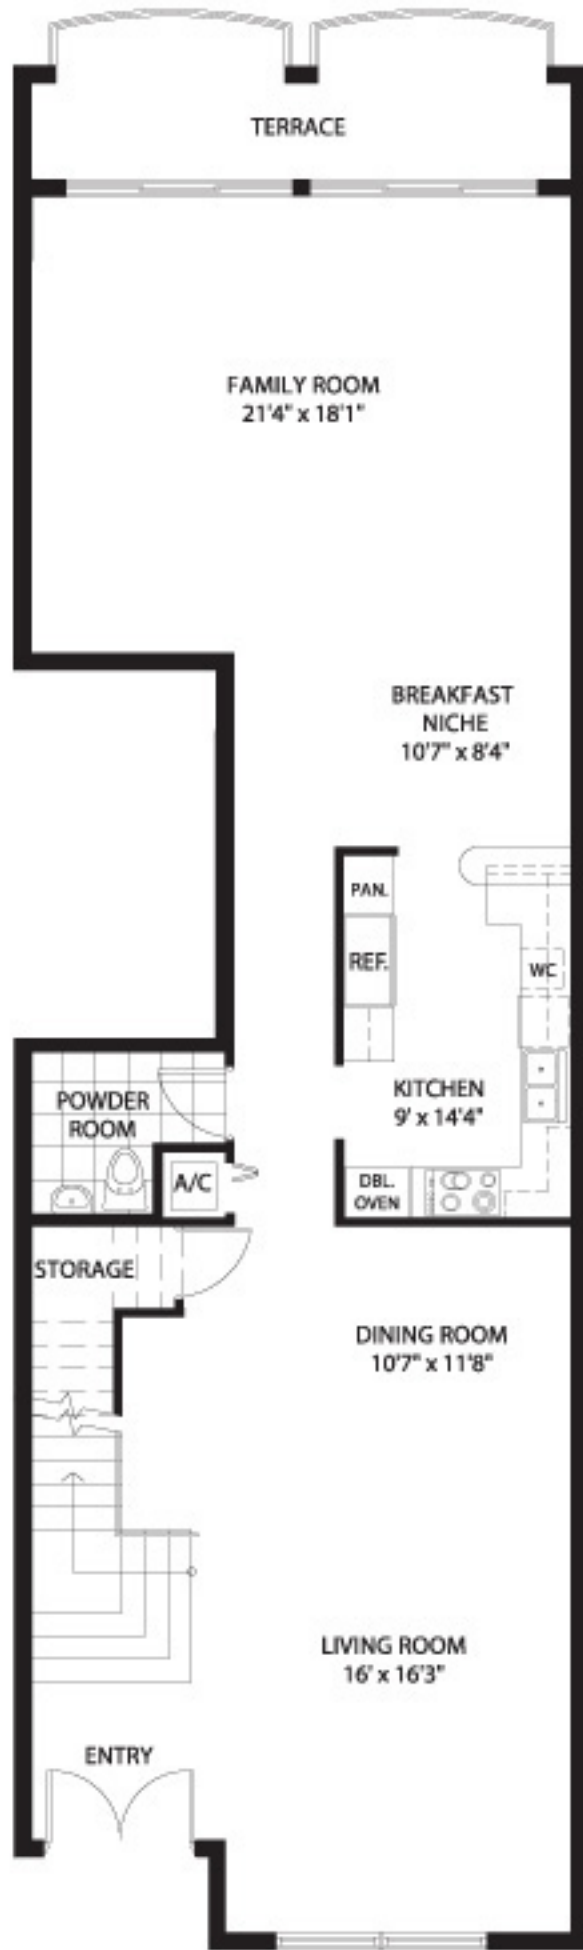 TERRACE
FAMILY ROOM
21'4" x 18'1"
BREAKFAST
NICHE
10'7" x 8'4"
PAN.
REF.
WC
KITCHEN
9' x 14'4"
POWDER
ROOM
A/C
DBL.
OVEN
STORAGE
DINING ROOM
10'7" x 11'8"
LIVING ROOM
16' x 16'3"
ENTRY